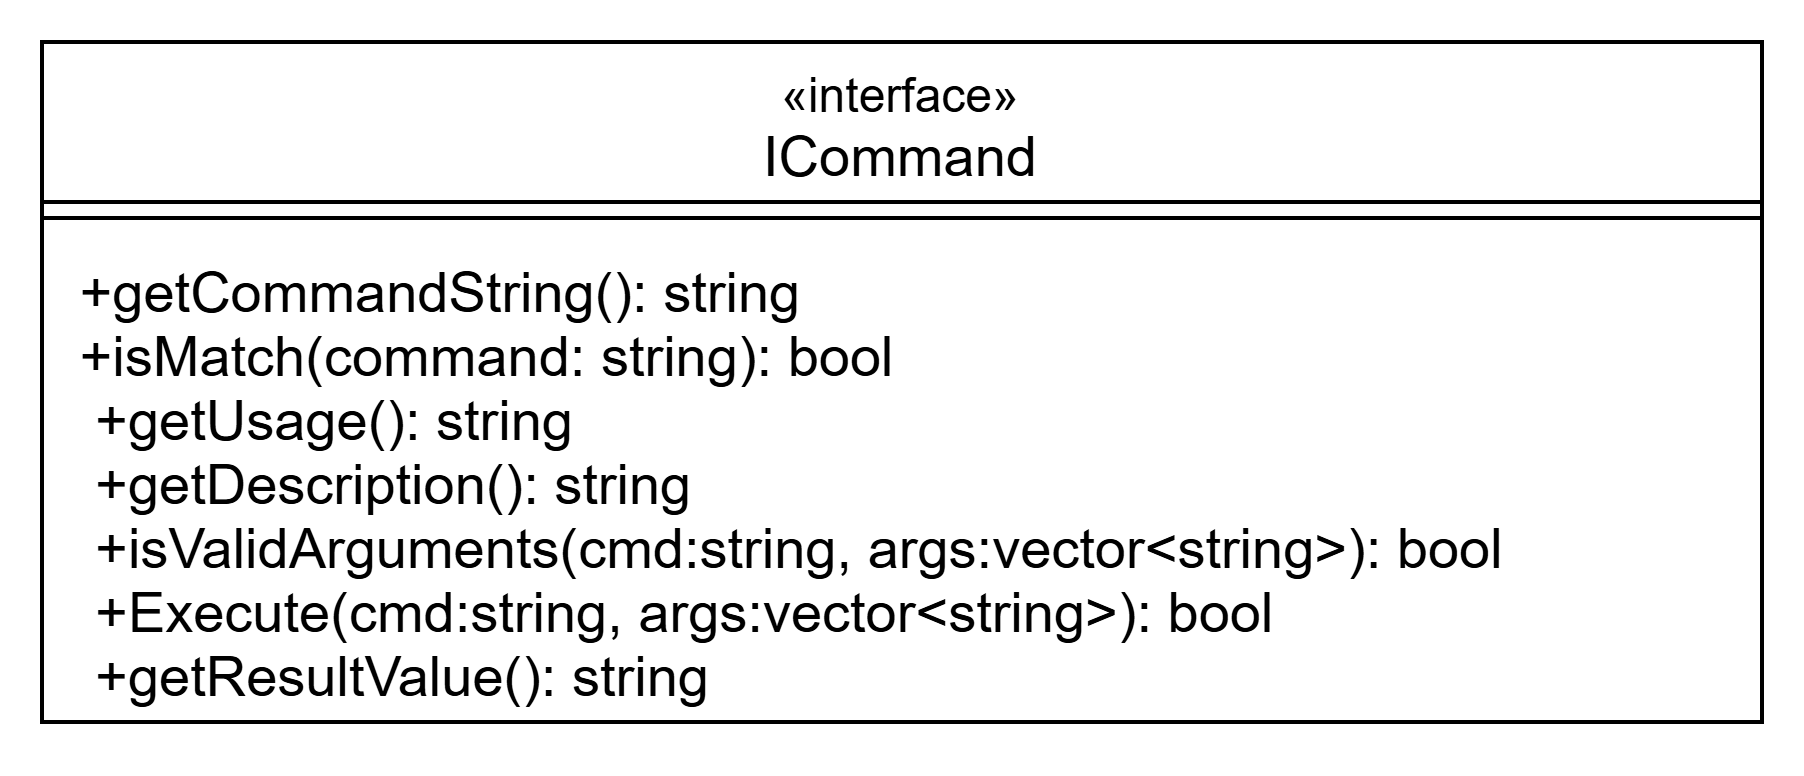 «interface»
ICommand
+getCommandString(): string
+isMatch(command: string): bool
+getUsage(): string
+getDescription(): string
+isValidArguments(cmd:string, args:vector<string>): bool
+Execute(cmd:string, args:vector<string>): bool
+getResultValue(): string